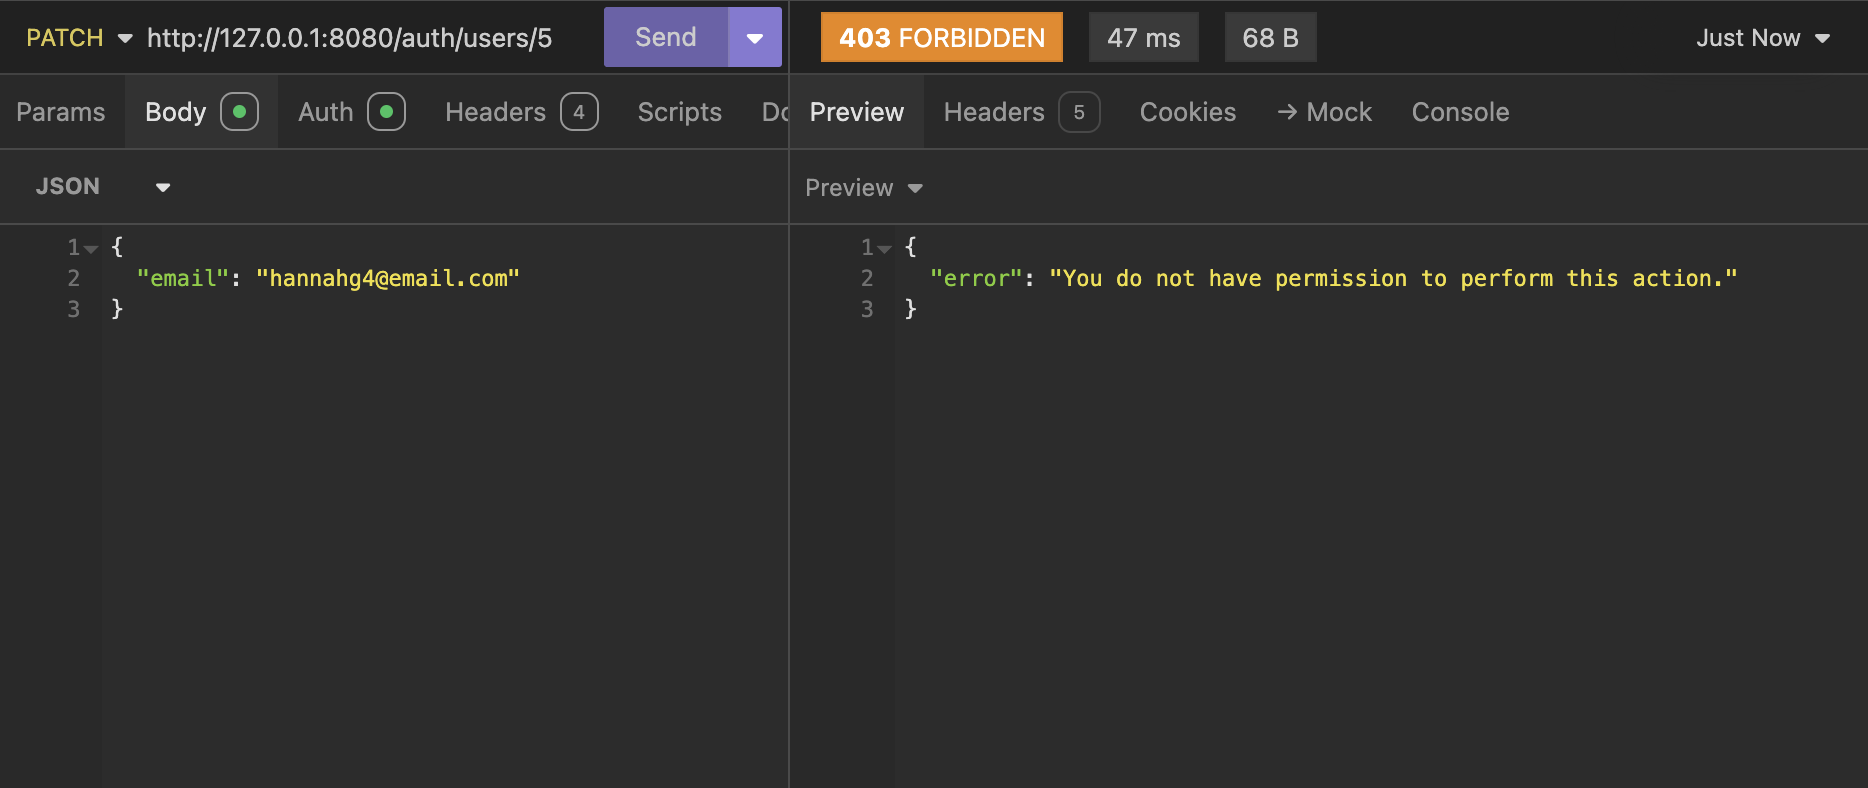 PATCH http://127.0.0.1:8080/auth/users/5 Send
403 FORBIDDEN 47 ms 68 B Just Now
Params Body Auth Headers 4 Scripts
Preview Headers 5 Cookies → Mock Console
JSON
Preview
1 {
2 "email": "hannahg4@email.com"
3 }
1 {
2 "error": "You do not have permission to perform this action."
3 }